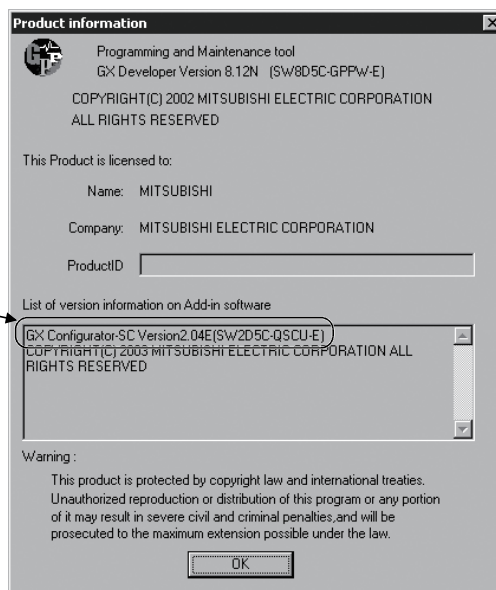 Product information
Programming and Maintenance tool
GX Developer Version 8.12N (SW8D5C-GPPW-E)
COPYRIGHT(C) 2002 MITSUBISHI ELECTRIC CORPORATION
ALL RIGHTS RESERVED
This Product is licensed to:
Name: MITSUBISHI
Company: MITSUBISHI ELECTRIC CORPORATION
ProductID
List of version information on Add-in software
GX Configurator-SC Version2.04E(SW2D5C-QSCU-E)
COPYRIGHT(C) 2003 MITSUBISHI ELECTRIC CORPORATION ALL
RIGHTS RESERVED
Warning :
This product is protected by copyright law and international treaties.
Unauthorized reproduction or distribution of this program or any portion
of it may result in severe civil and criminal penalties,and will be
prosecuted to the maximum extension possible under the law.
OK